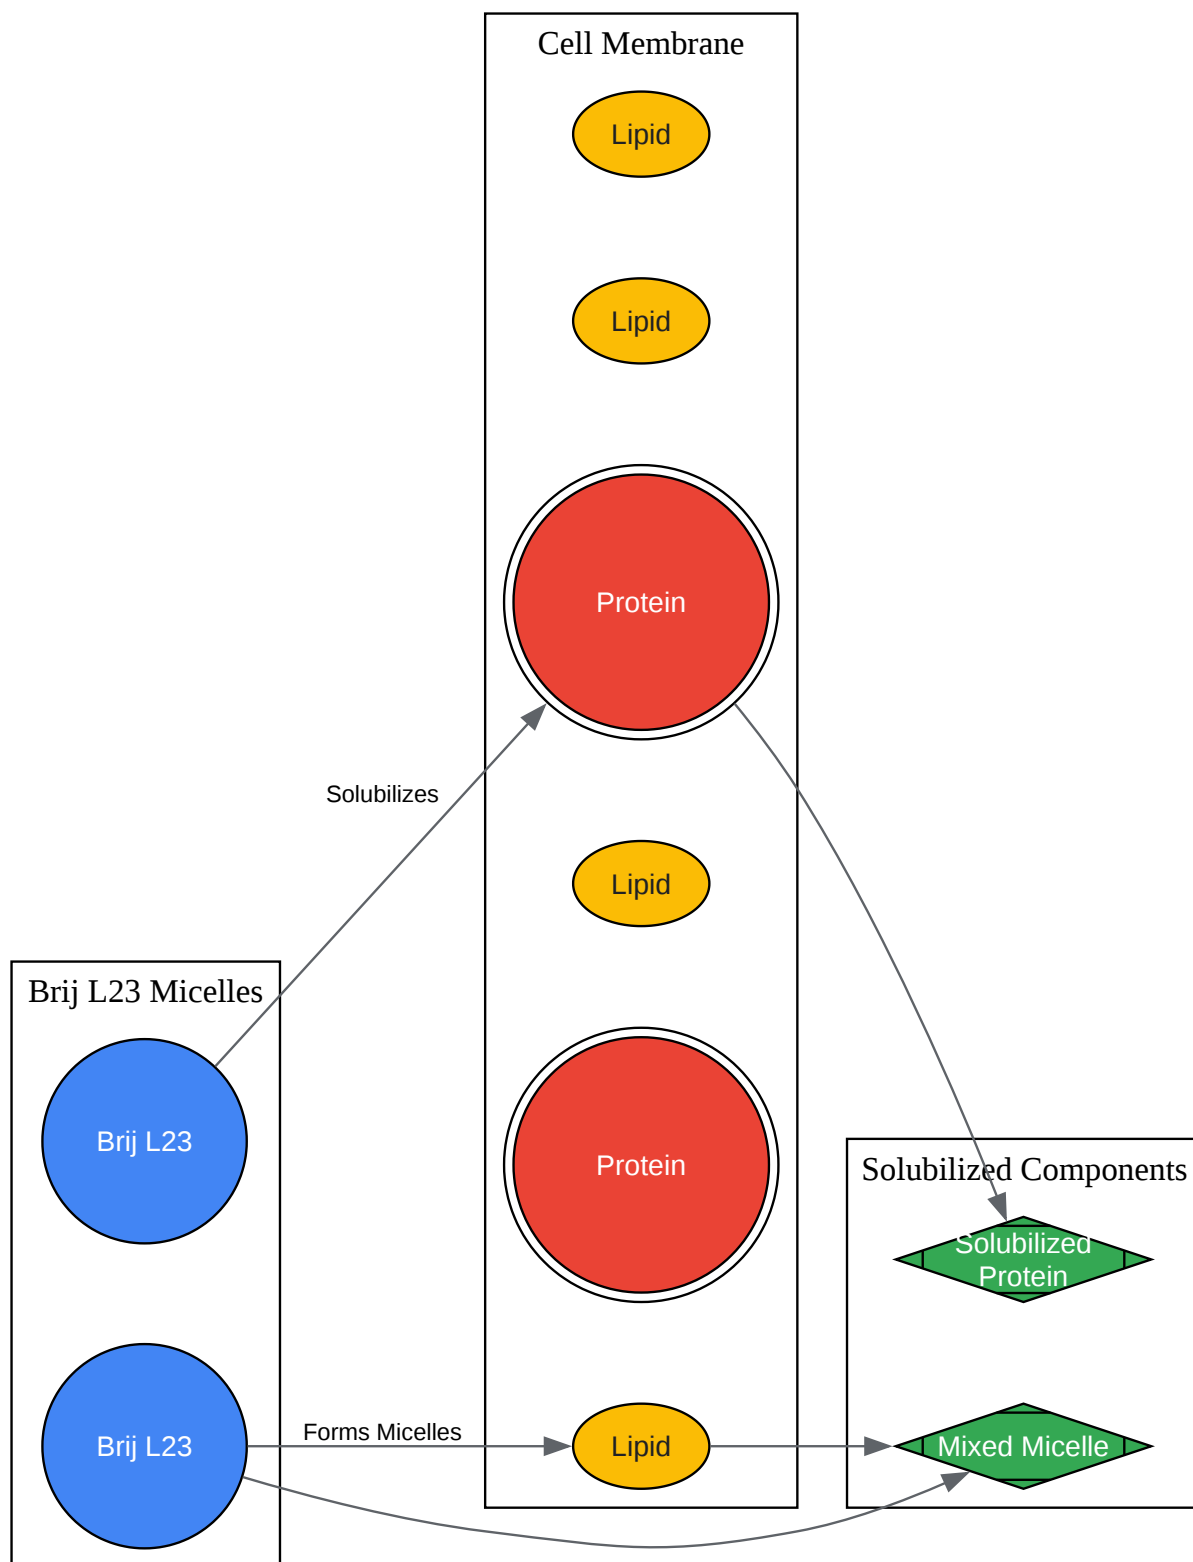 Cell Membrane
Lipid
Lipid
Protein
Solubilizes
Lipid
Brij L23 Micelles
Brij L23
Protein
Solubilized Components
Solubilized
Protein
Forms Micelles
Brij L23
Lipid
Mixed Micelle